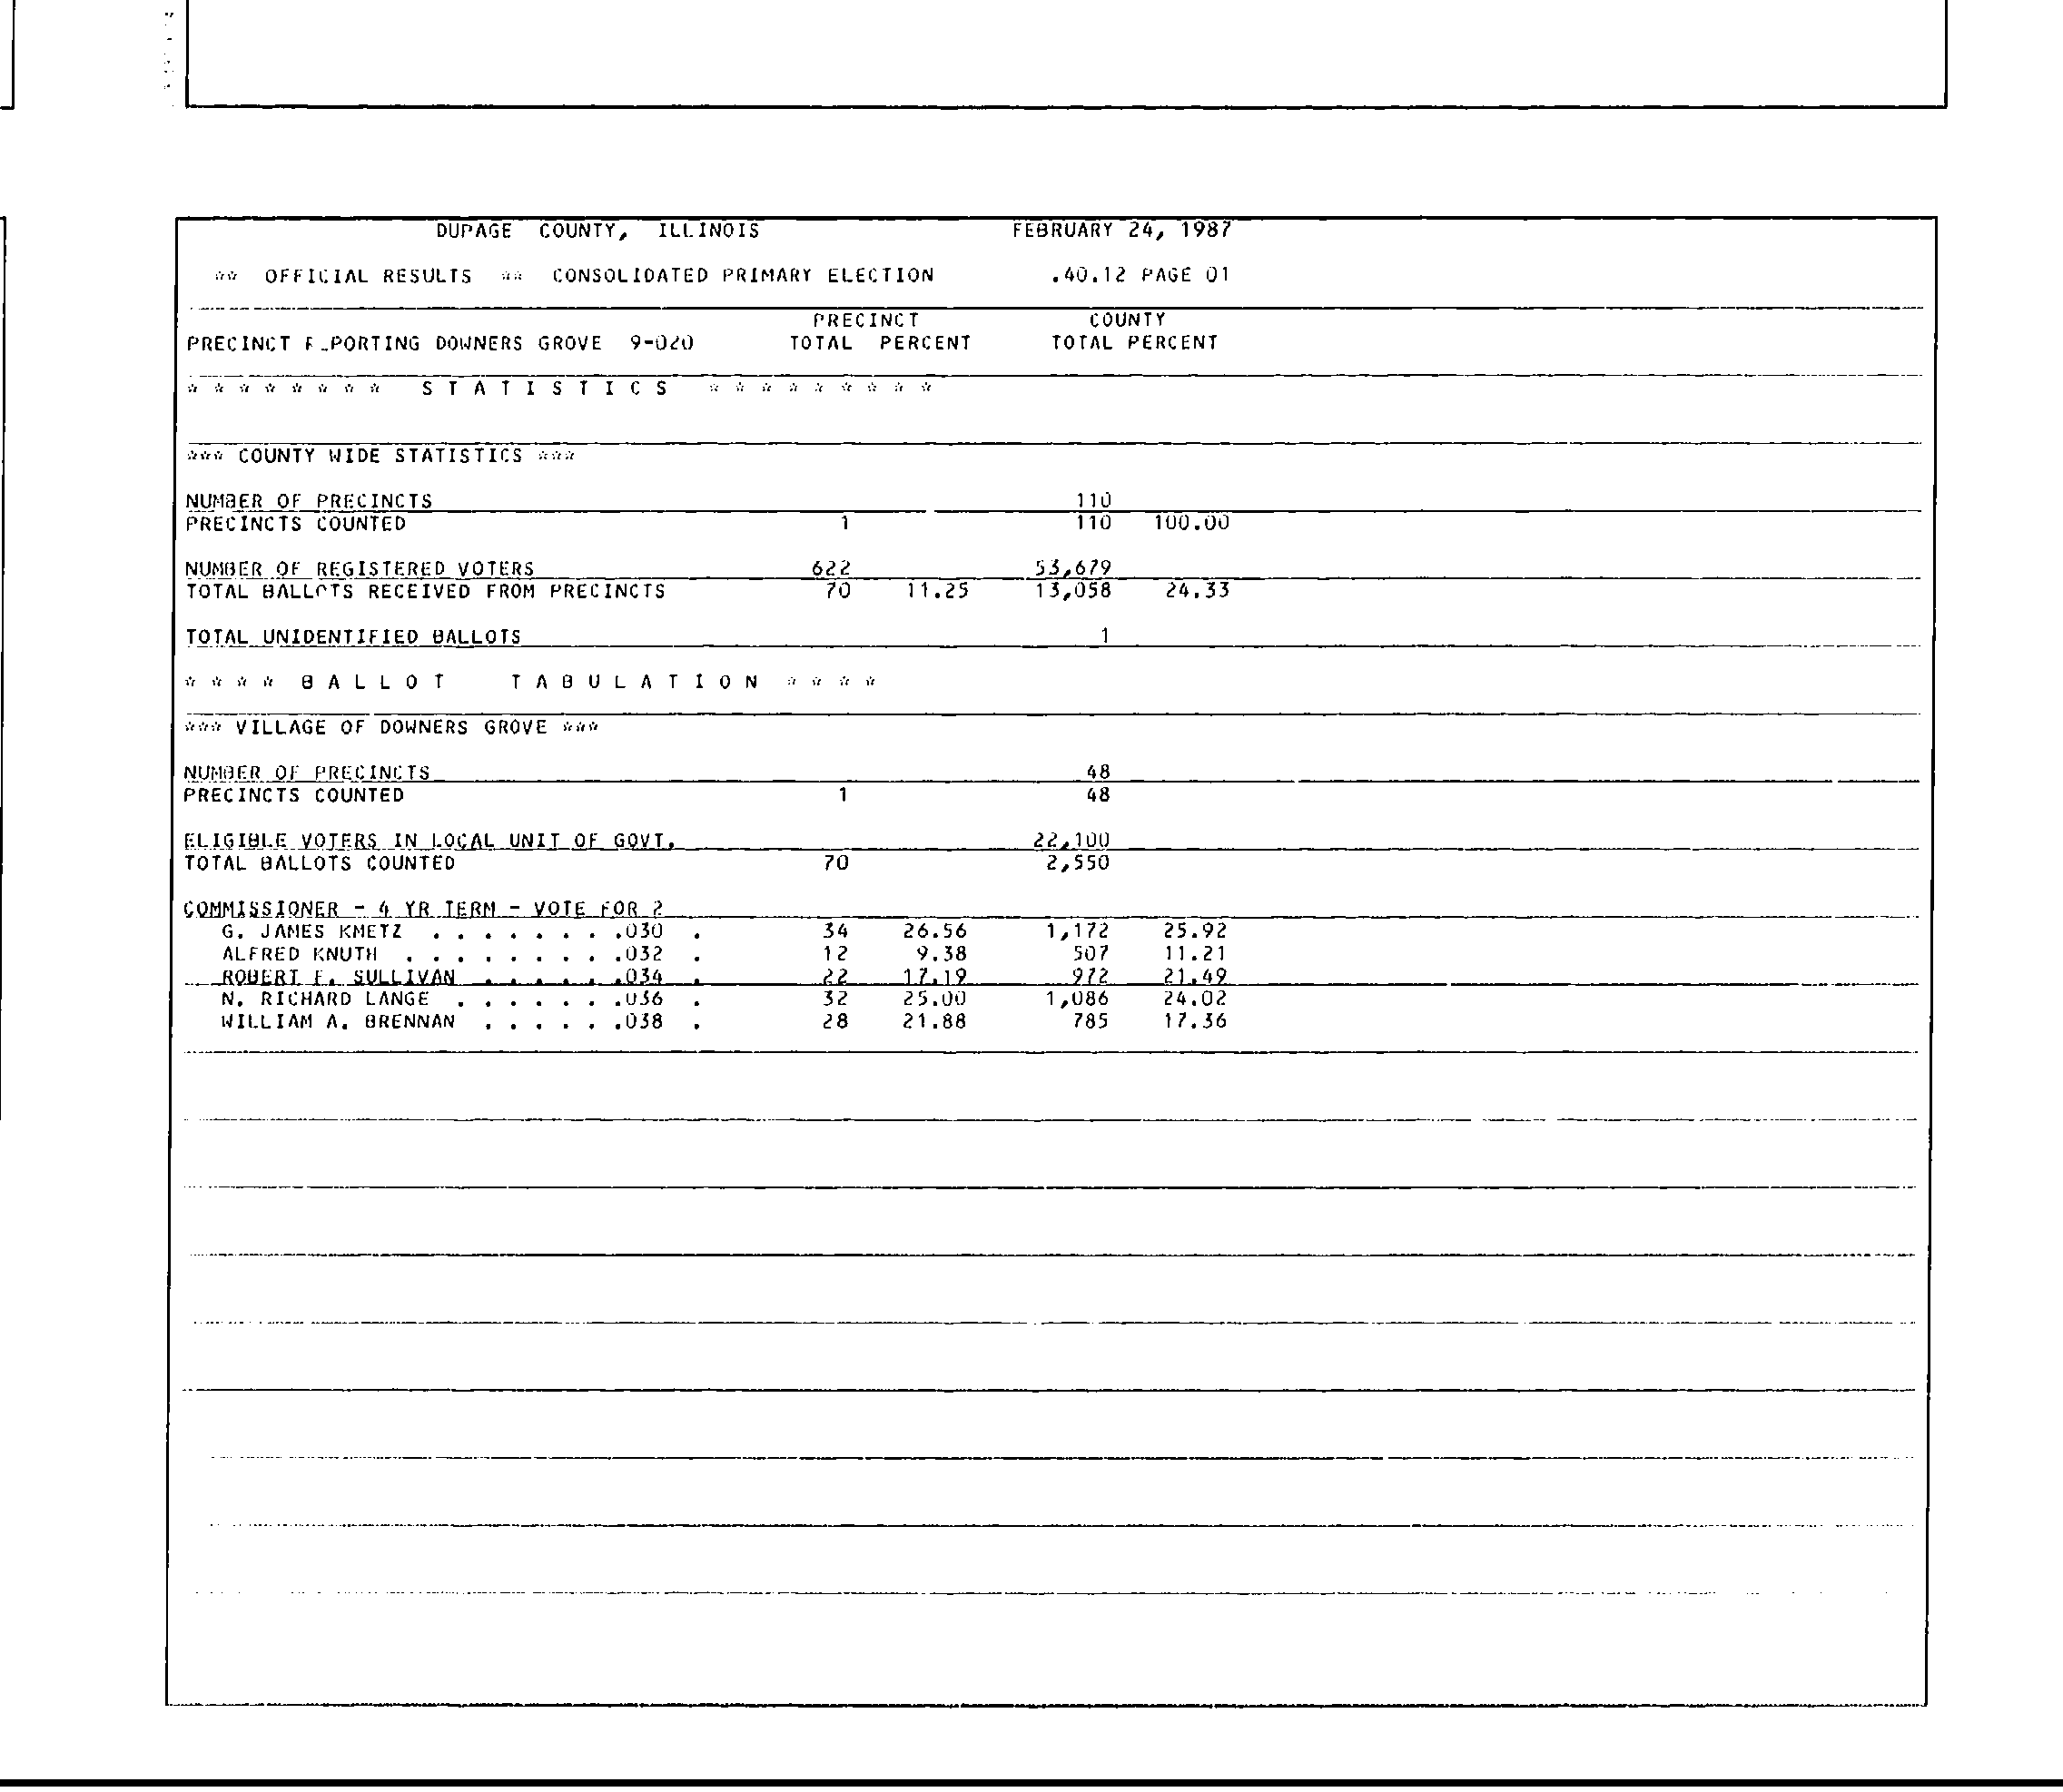 DUPAGE COUNTY, ILLINOIS FEBRUARY 24, 1987
** OFFICIAL RESULTS ** CONSOLIDATED PRIMARY ELECTION .40.12 PAGE 01
PRECINCT COUNTY
PRECINCT R_PORTING DOWNERS GROVE 9-020 TOTAL PERCENT TOTAL PERCENT
* * * * * * * * S T A T I S T I C S * * * * * * * * *
*** COUNTY WIDE STATISTICS ***
NUMBER OF PRECINCTS 110
PRECINCTS COUNTED 1 110 100.00
NUMBER OF REGISTERED VOTERS 622 53,679
TOTAL BALLOTS RECEIVED FROM PRECINCTS 70 11.25 13,058 24.33
TOTAL UNIDENTIFIED BALLOTS 1
* * * * B A L L O T T A B U L A T I O N * * * *
*** VILLAGE OF DOWNERS GROVE ***
NUMBER OF PRECINCTS 48
PRECINCTS COUNTED 1 48
ELIGIBLE VOTERS IN LOCAL UNIT OF GOVT. 22,100
TOTAL BALLOTS COUNTED 70 2,550
COMMISSIONER - 4 YR TERM - VOTE FOR 2
G. JAMES KMETZ . . . . . . . .030 . 34 26.56 1,172 25.92
ALFRED KNUTH . . . . . . . . .032 . 12 9.38 507 11.21
ROBERT F. SULLIVAN . . . . . .034 . 22 17.19 972 21.49
N. RICHARD LANGE . . . . . . .036 . 32 25.00 1,086 24.02
WILLIAM A. BRENNAN . . . . . .038 . 28 21.88 785 17.36